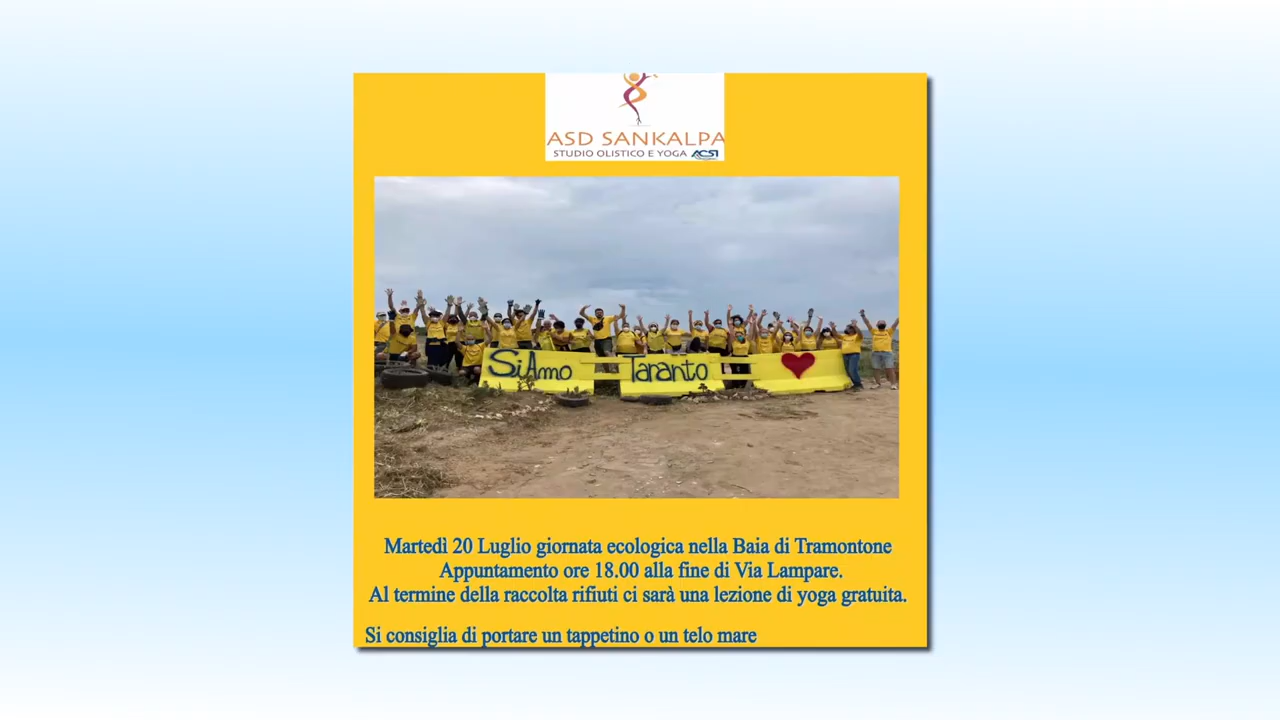 ASD SANKALPA
STUDIO OLISTICO E YOGA ACSI
SiAmo Taranto
Martedì 20 Luglio giornata ecologica nella Baia di Tramontone
Appuntamento ore 18.00 alla fine di Via Lampare.
Al termine della raccolta rifiuti ci sarà una lezione di yoga gratuita.
Si consiglia di portare un tappetino o un telo mare